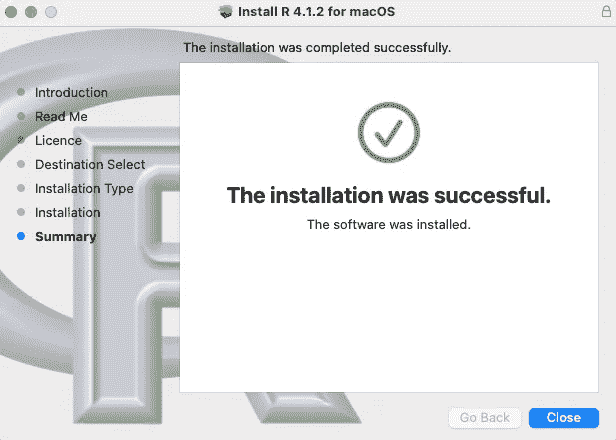 Install R 4.1.2 for macOS
The installation was completed successfully.
Introduction
Read Me
Licence
Destination Select
Installation Type
Installation
Summary
The installation was successful.
The software was installed.
Go Back
Close